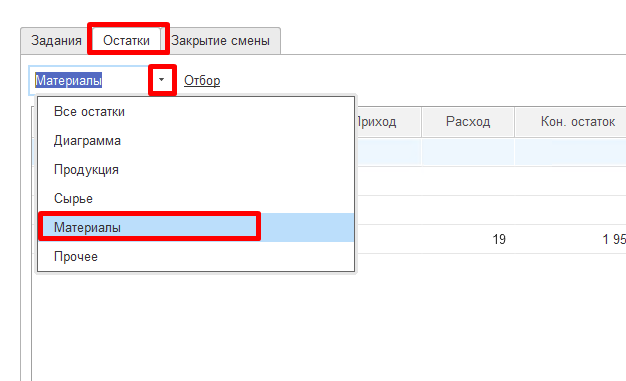 Задания Остатки Закрытие смены
Материалы Отбор
Приход Расход Кон. остаток
Все остатки
Диаграмма
Продукция
Сырье
Материалы
19 1 95
Прочее